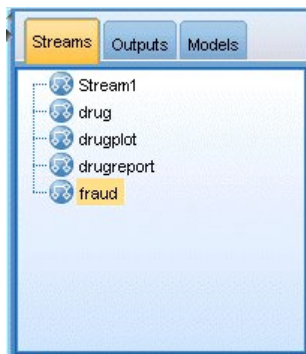 Streams Outputs Models
Stream1
drug
drugplot
drugreport
fraud